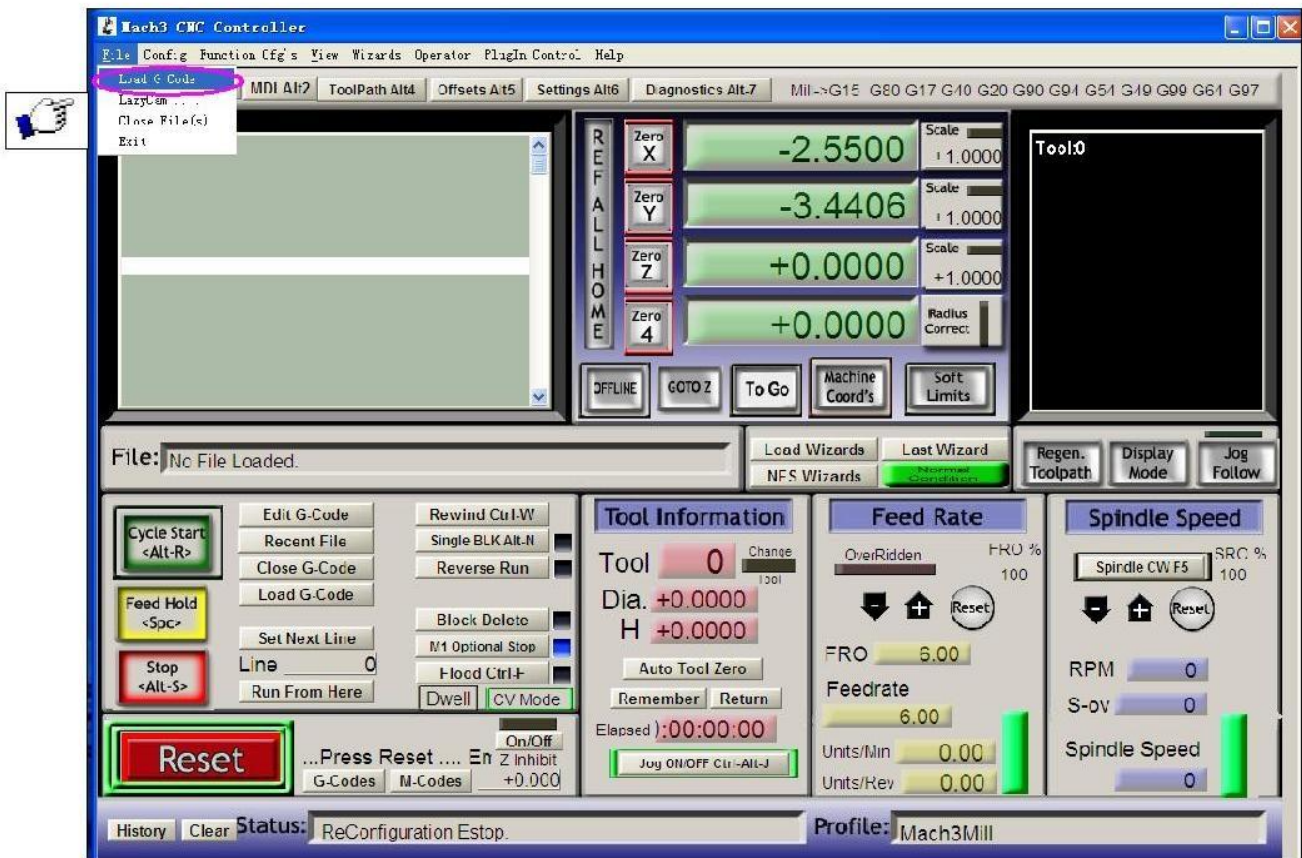 Mach3 CNC Controller
File Config Function Cfg's View Wizards Operator PlugIn Control Help
Load G-Code
LazyCam ....
Close File(s)
Exit
MDI Alt2 ToolPath Alt4 Offsets Alt5 Settings Alt6 Diagnostics Alt-7 Mill->G15 G80 G17 G40 G20 G90 G94 G54 G49 G99 G64 G97
REF ALL HOME
Zero X -2.5500 Scale +1.0000
Zero Y -3.4406 Scale +1.0000
Zero Z +0.0000 Scale +1.0000
Zero 4 +0.0000 Radius Correct
OFFLINE GOTO Z To Go Machine Coord's Soft Limits
Tool:0
File: No File Loaded.
Load Wizards Last Wizard
NFS Wizards Normal Condition
Regen. Toolpath Display Mode Jog Follow
Cycle Start <Alt-R>
Feed Hold <Spc>
Stop <Alt-S>
Edit G-Code
Recent File
Close G-Code
Load G-Code
Set Next Line
Line 0
Run From Here
Rewind Ctrl-W
Single BLK Alt-N
Reverse Run
Block Delete
M1 Optional Stop
Flood Ctrl-F
Dwell CV Mode
Reset
...Press Reset .... Em
G-Codes M-Codes
On/Off
Z Inhibit
+0.000
Tool Information
Tool 0 Change Tool
Dia. +0.0000
H +0.0000
Auto Tool Zero
Remember Return
Elapsed ):00:00:00
Jog ON/OFF Ctrl-Alt-J
Feed Rate
OverRidden FRO %
100
Reset
FRO 6.00
Feedrate
6.00
Units/Min 0.00
Units/Rev 0.00
Spindle Speed
Spindle CW F5 SRO %
100
Reset
RPM 0
S-ov 0
Spindle Speed
0
History Clear Status: ReConfiguration Estop. Profile: Mach3Mill